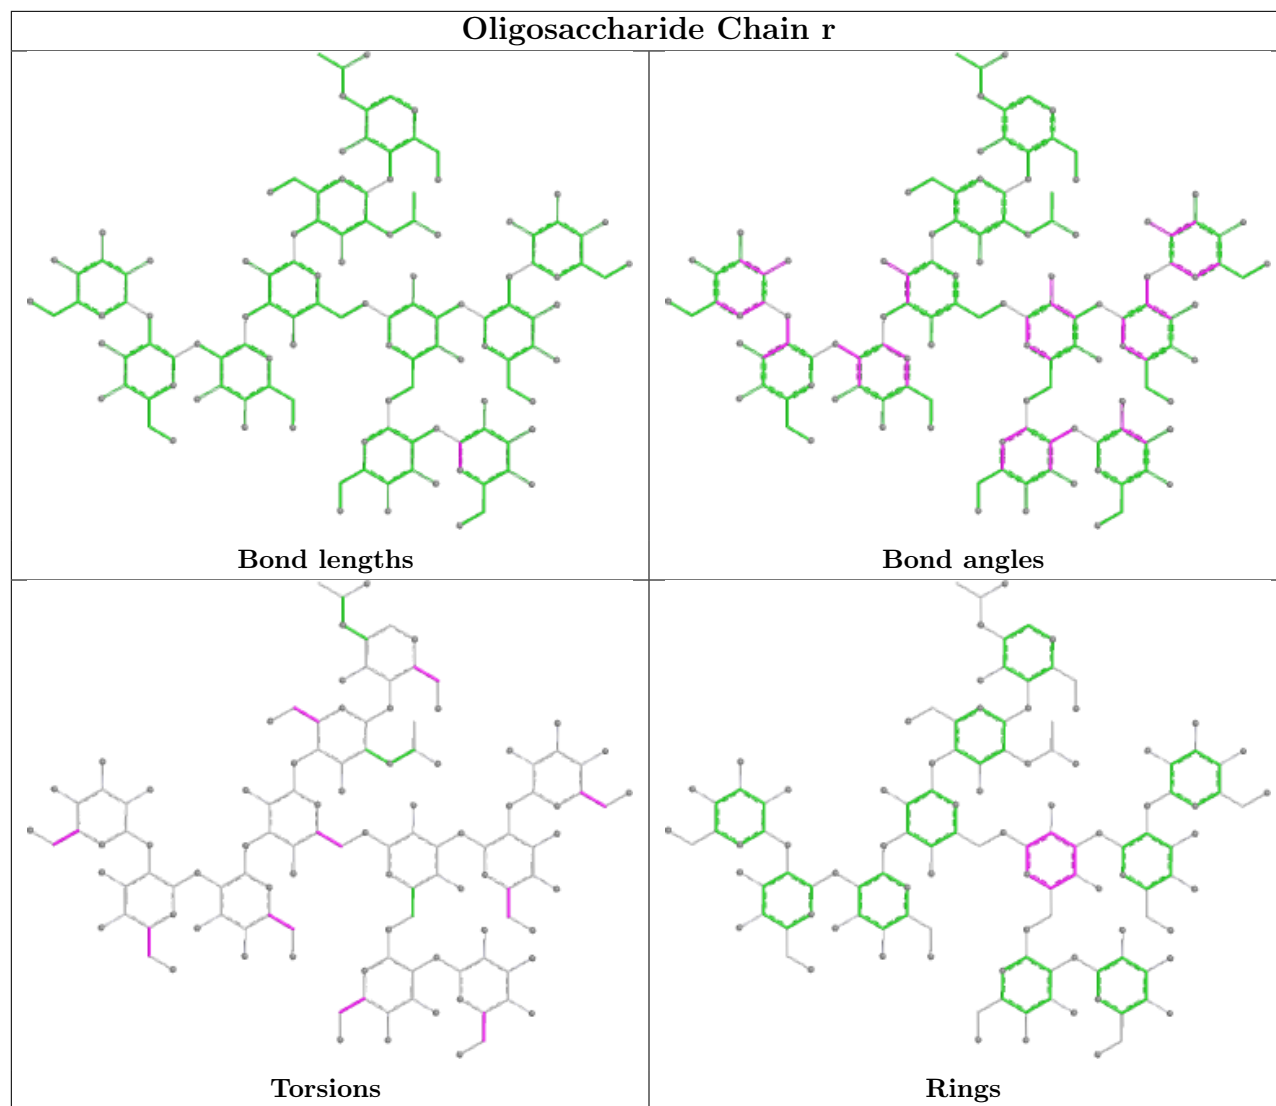 Oligosaccharide Chain r
Bond lengths
Bond angles
Torsions
Rings